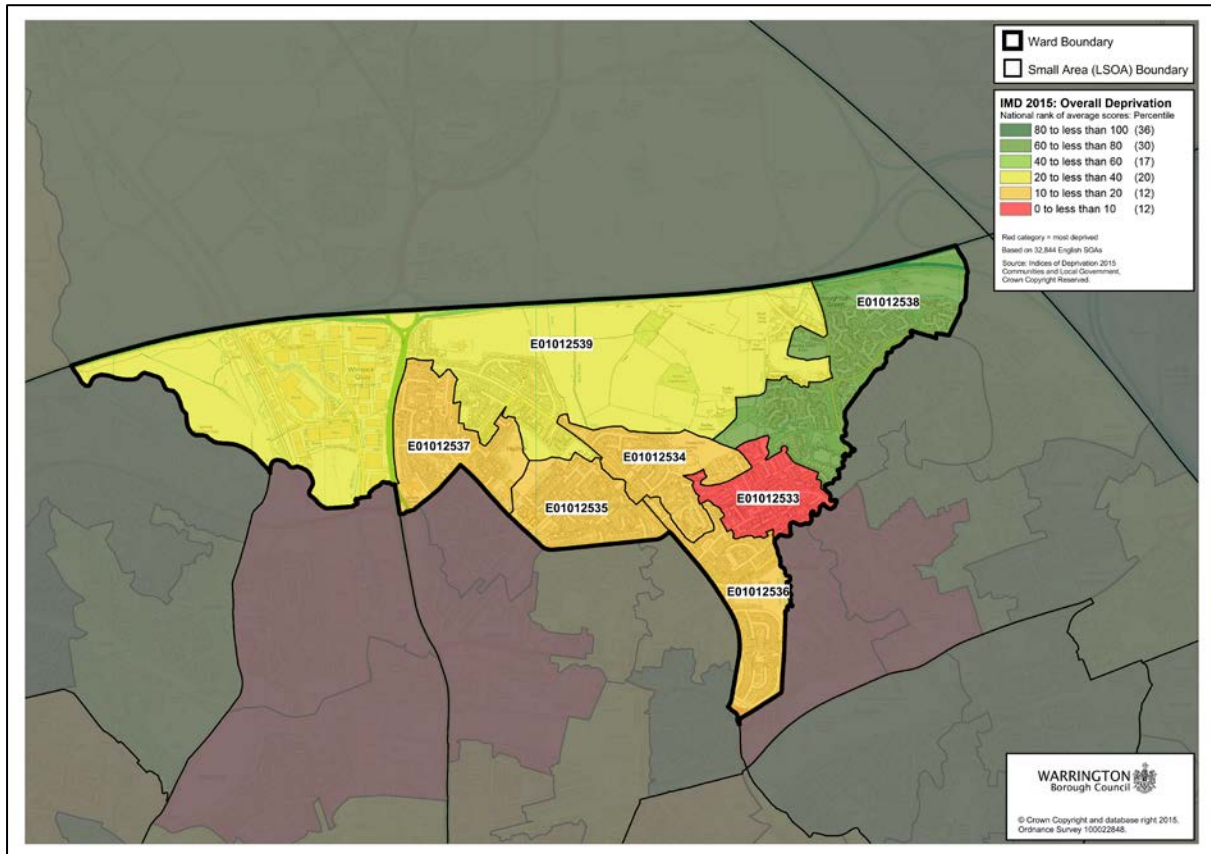 Ward Boundary
Small Area (LSOA) Boundary
IMD 2015: Overall Deprivation
National rank of average scores: Percentile
80 to less than 100 (36)
60 to less than 80 (30)
40 to less than 60 (17)
20 to less than 40 (20)
10 to less than 20 (12)
0 to less than 10 (12)
Red category = most deprived
Based on 32,844 English SOAs
Source: Indices of Deprivation 2015
Communities and Local Government,
Crown Copyright Reserved.
E01012538
E01012539
E01012537
E01012534
E01012533
E01012535
E01012536
WARRINGTON
Borough Council
© Crown Copyright and database right 2015.
Ordnance Survey 100022848.